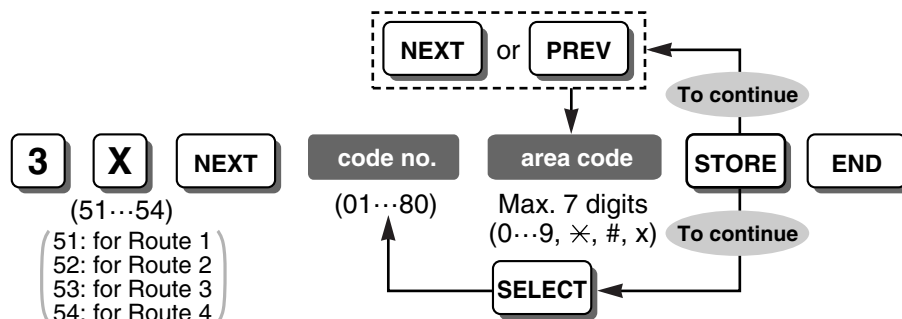 NEXT or PREV
To continue
3 X NEXT code no. area code STORE END
(51···54) (01···80) Max. 7 digits
(0···9, ✳, #, x) To continue
51: for Route 1
52: for Route 2
53: for Route 3
54: for Route 4
SELECT